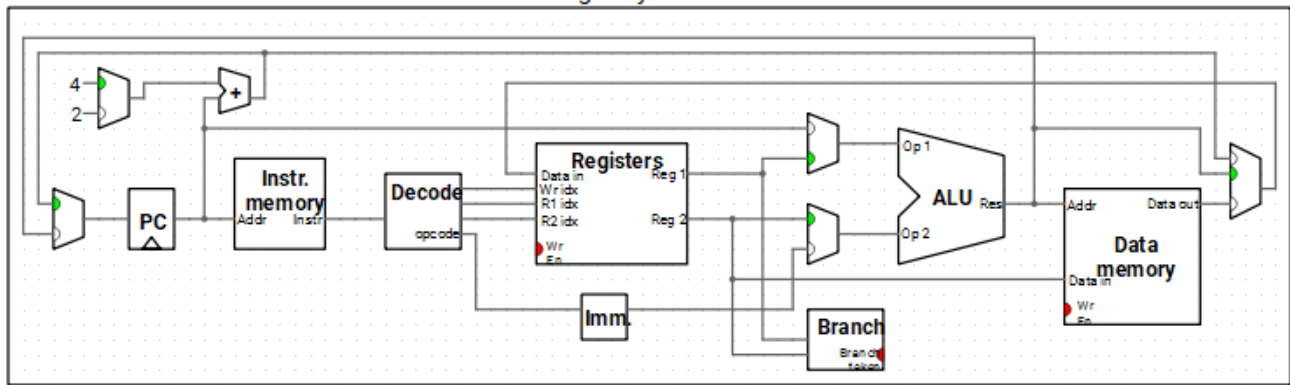 4
2
+
PC
Instr.
memory
Addr
Instr
Decode
opcode
Registers
Data in
Wr idx
R1 idx
R2 idx
Wr
En
Reg 1
Reg 2
Imm.
Branch
Branch
taken
Op 1
Op 2
ALU
Res
Addr
Data out
Data
memory
Data in
Wr
En